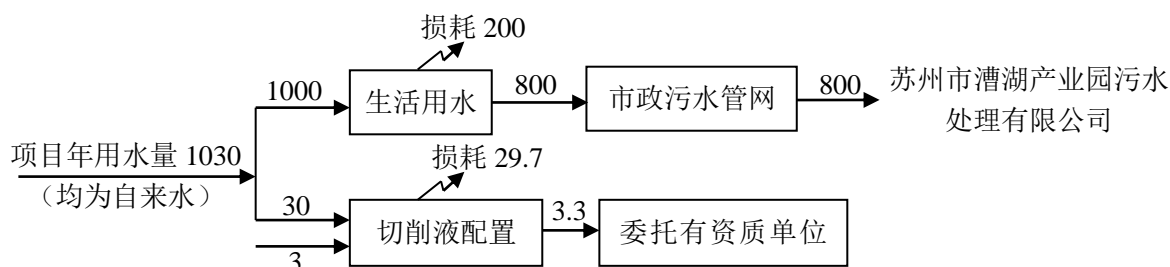 损耗 200
1000
生活用水
800
市政污水管网
800
苏州市漕湖产业园污水
处理有限公司
项目年用水量 1030
（均为自来水）
损耗 29.7
30
切削液配置
3.3
委托有资质单位
3